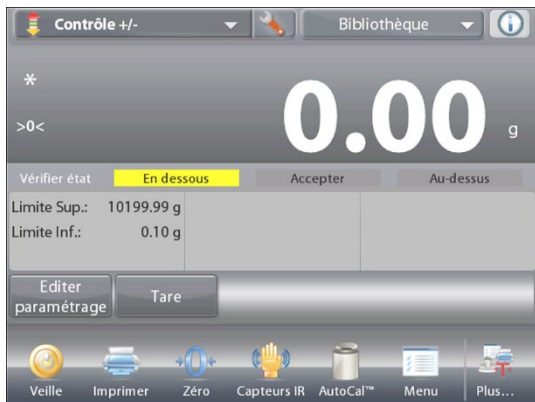 Contrôle +/- Bibliothèque
*
>0< 0.00 g
Vérifier état En dessous Accepter Au-dessus
Limite Sup.: 10199.99 g
Limite Inf.: 0.10 g
Editer paramétrage Tare
Veille Imprimer Zéro Capteurs IR AutoCal™ Menu Plus...